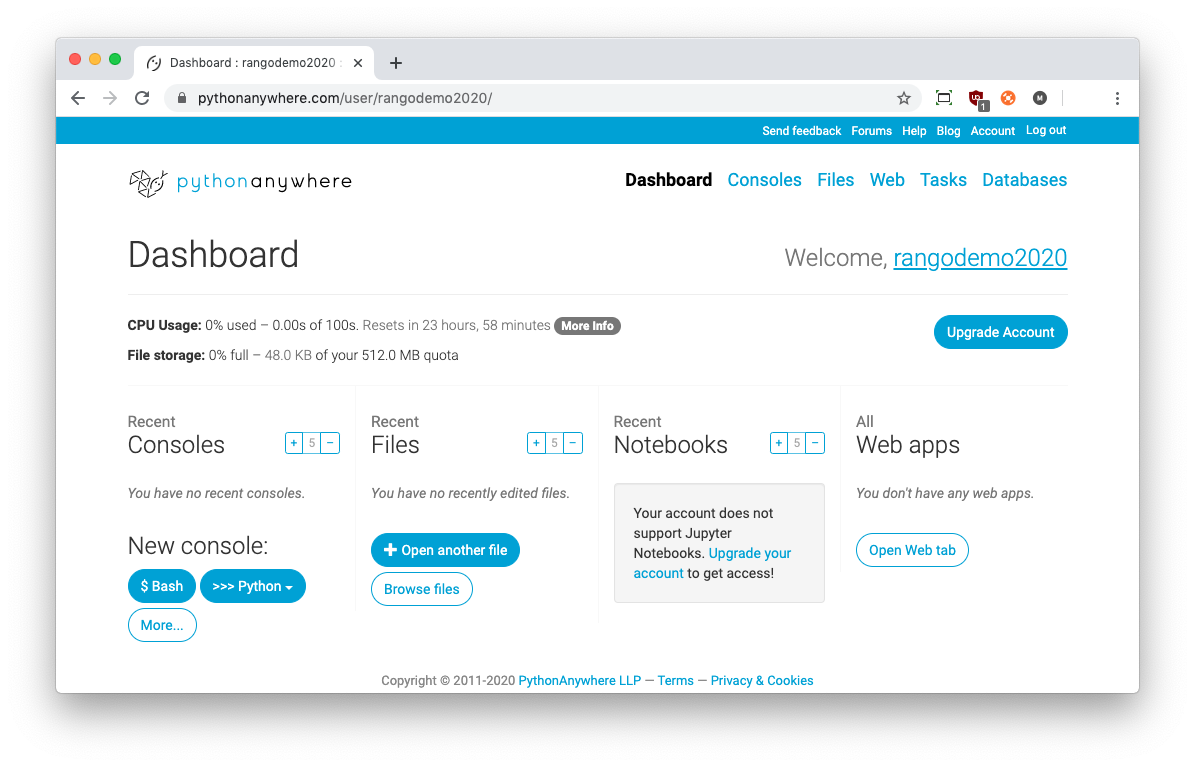 Dashboard : rangodemo2020 :
pythonanywhere.com/user/rangodemo2020/
1
M
Send feedback Forums Help Blog Account Log out
pythonanywhere
Dashboard Consoles Files Web Tasks Databases
Dashboard
Welcome, rangodemo2020
CPU Usage: 0% used – 0.00s of 100s. Resets in 23 hours, 58 minutes More Info
Upgrade Account
File storage: 0% full – 48.0 KB of your 512.0 MB quota
Recent
Consoles
+ 5 −
You have no recent consoles.
New console:
$ Bash
>>> Python
More...
Recent
Files
+ 5 −
You have no recently edited files.
+ Open another file
Browse files
Recent
Notebooks
+ 5 −
Your account does not
support Jupyter
Notebooks. Upgrade your
account to get access!
All
Web apps
You don't have any web apps.
Open Web tab
Copyright © 2011-2020 PythonAnywhere LLP — Terms — Privacy & Cookies